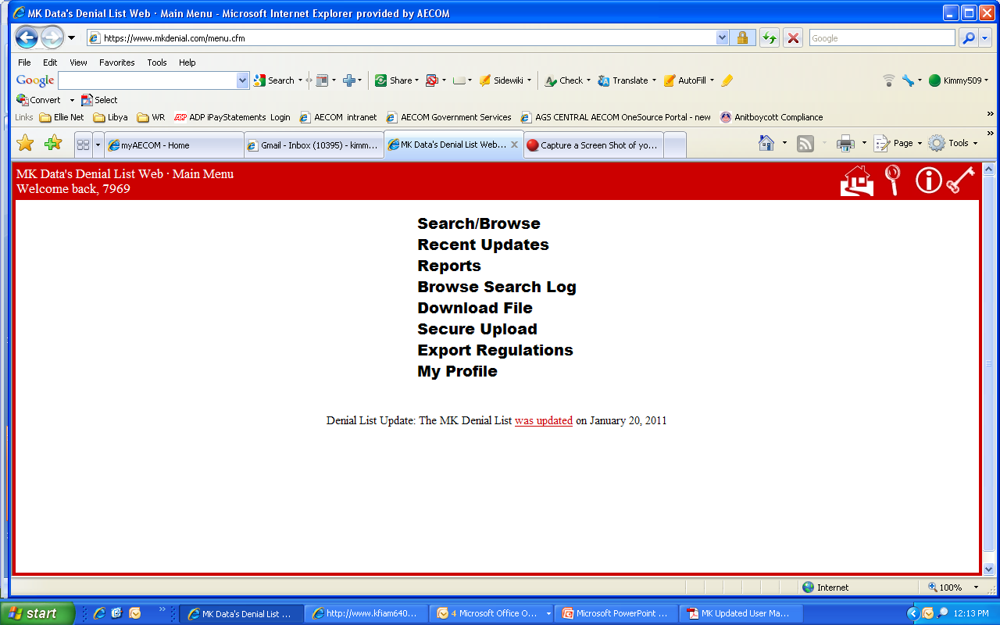 MK Data's Denial List Web · Main Menu - Microsoft Internet Explorer provided by AECOM
https://www.mkdenial.com/menu.cfm
Google
File Edit View Favorites Tools Help
Google Search Share Sidewiki Check Translate AutoFill Kimmy509
Convert Select
Links Ellie Net Libya WR ADP ADP iPayStatements Login AECOM intranet AECOM Government Services AGS CENTRAL AECOM OneSource Portal - new Anitboycott Compliance
myAECOM - Home Gmail - Inbox (10395) - kimm... MK Data's Denial List Web... Capture a Screen Shot of yo... Page Tools
MK Data's Denial List Web · Main Menu
Welcome back, 7969
Search/Browse
Recent Updates
Reports
Browse Search Log
Download File
Secure Upload
Export Regulations
My Profile
Denial List Update: The MK Denial List was updated on January 20, 2011
Internet 100%
start MK Data's Denial List ... http://www.kfiam640... 4 Microsoft Office O... Microsoft PowerPoint ... MK Updated User Ma... 12:13 PM